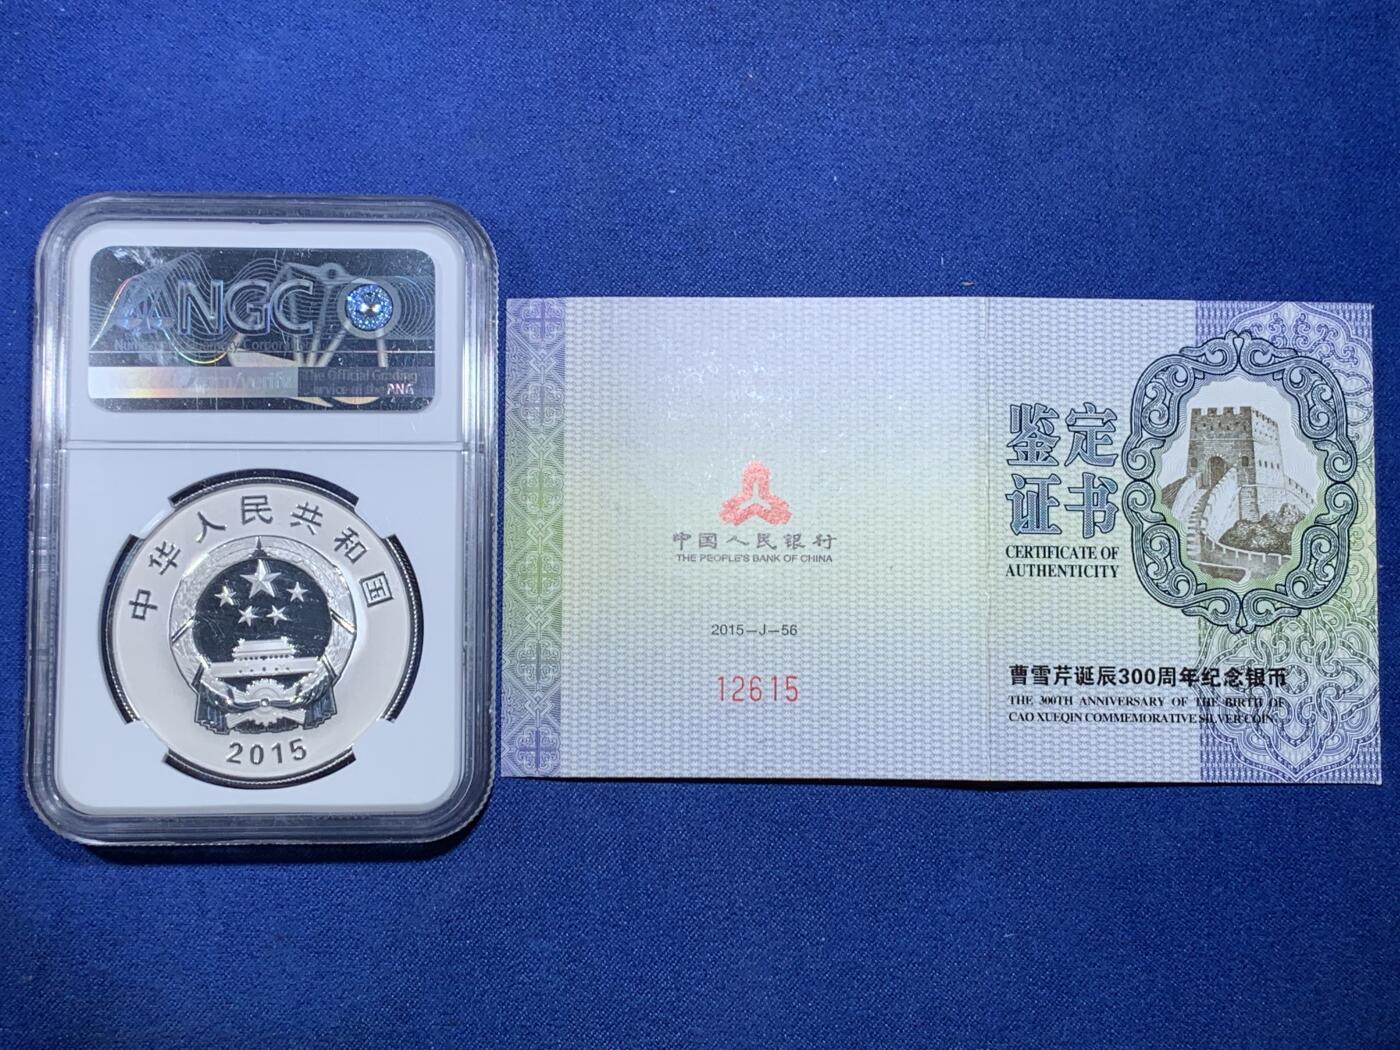 NGC
The Official Grading
Service of the ANA
中华人民共和国
2015
中国人民银行
THE PEOPLE'S BANK OF CHINA
2015-J-56
12615
鉴定
证书
CERTIFICATE OF
AUTHENTICITY
曹雪芹诞辰300周年纪念银币
THE 300TH ANNIVERSARY OF THE BIRTH OF
CAO XUEQIN COMMEMORATIVE SILVER COIN